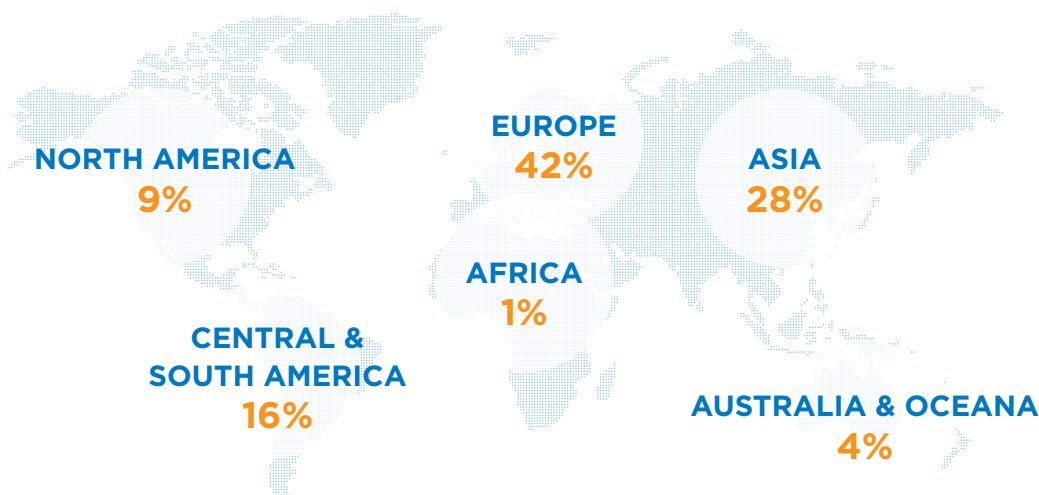 EUROPE
42%
NORTH AMERICA
9%
ASIA
28%
AFRICA
1%
CENTRAL &
SOUTH AMERICA
16%
AUSTRALIA & OCEANA
4%